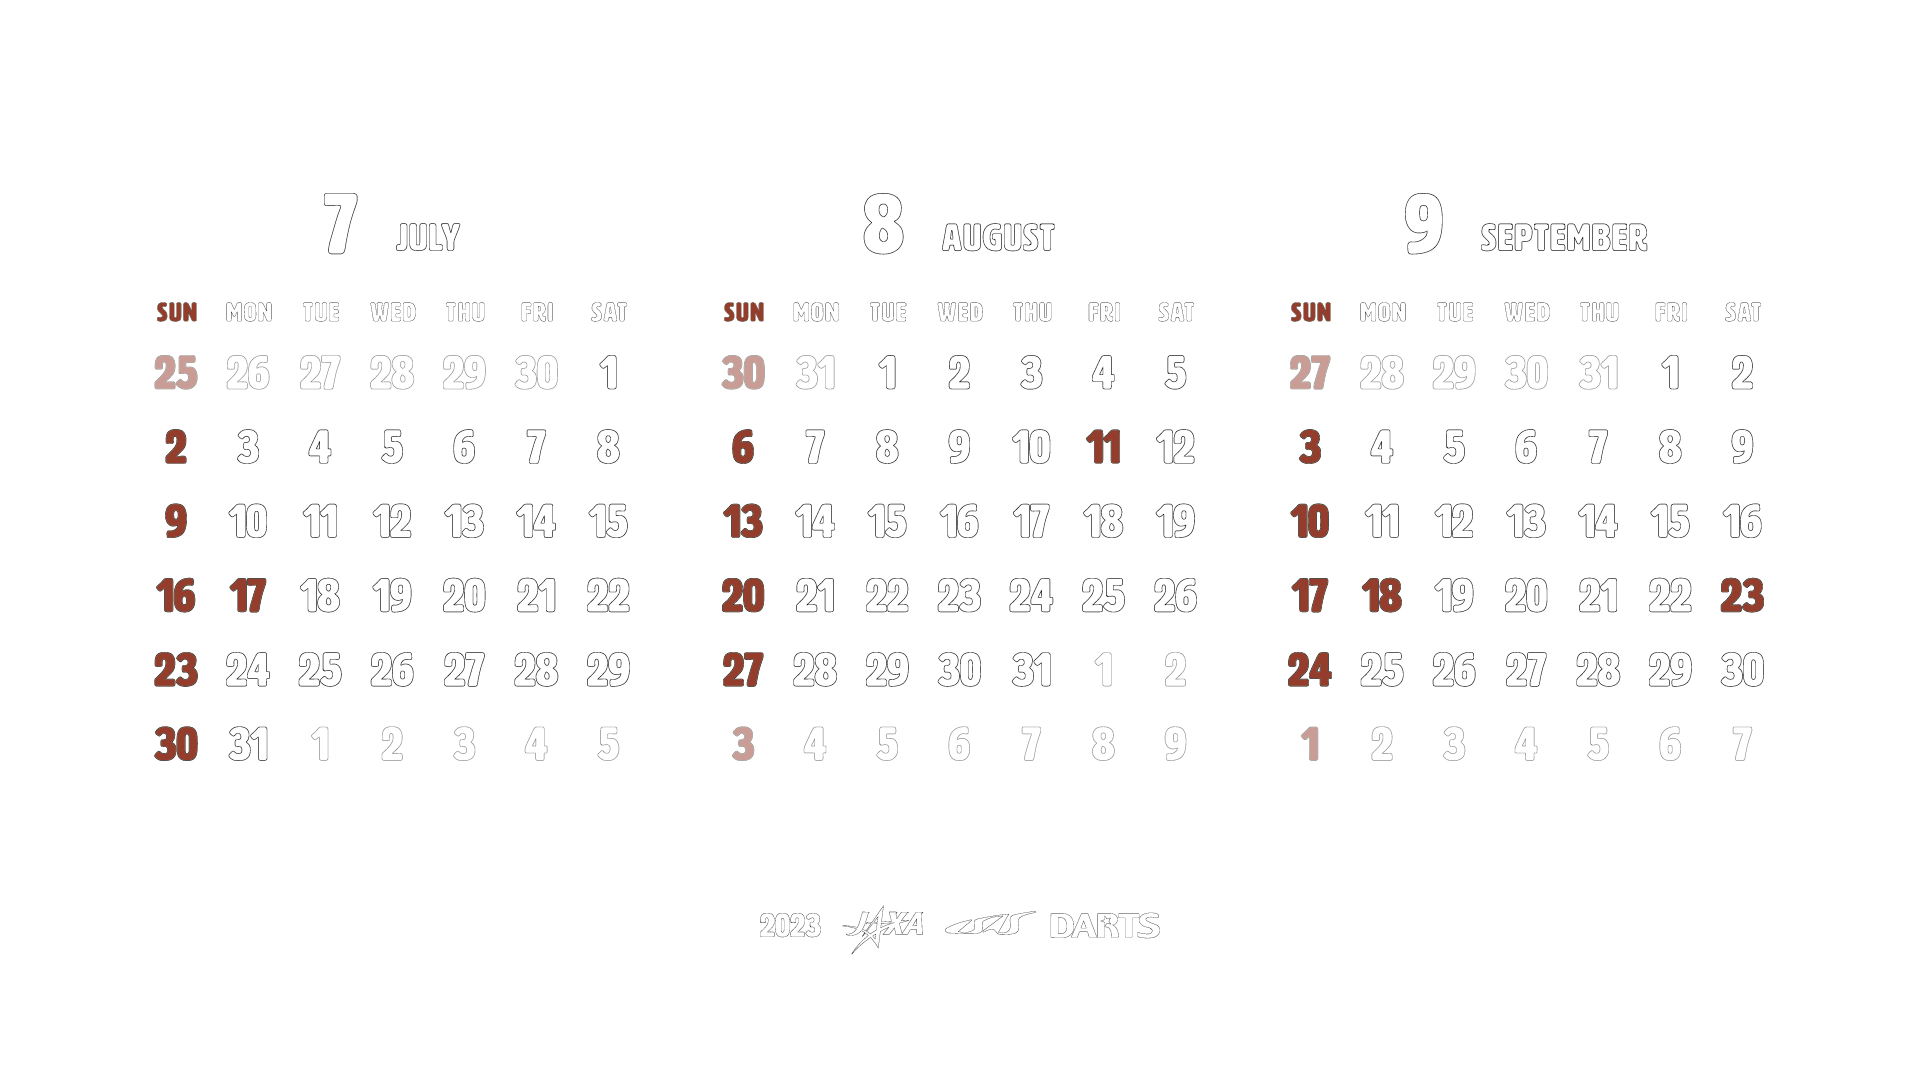 7 JULY
SUN MON TUE WED THU FRI SAT
25 26 27 28 29 30 1
2 3 4 5 6 7 8
9 10 11 12 13 14 15
16 17 18 19 20 21 22
23 24 25 26 27 28 29
30 31 1 2 3 4 5
8 AUGUST
SUN MON TUE WED THU FRI SAT
30 31 1 2 3 4 5
6 7 8 9 10 11 12
13 14 15 16 17 18 19
20 21 22 23 24 25 26
27 28 29 30 31 1 2
3 4 5 6 7 8 9
9 SEPTEMBER
SUN MON TUE WED THU FRI SAT
27 28 29 30 31 1 2
3 4 5 6 7 8 9
10 11 12 13 14 15 16
17 18 19 20 21 22 23
24 25 26 27 28 29 30
1 2 3 4 5 6 7
2023 JAXA ISAS DARTS